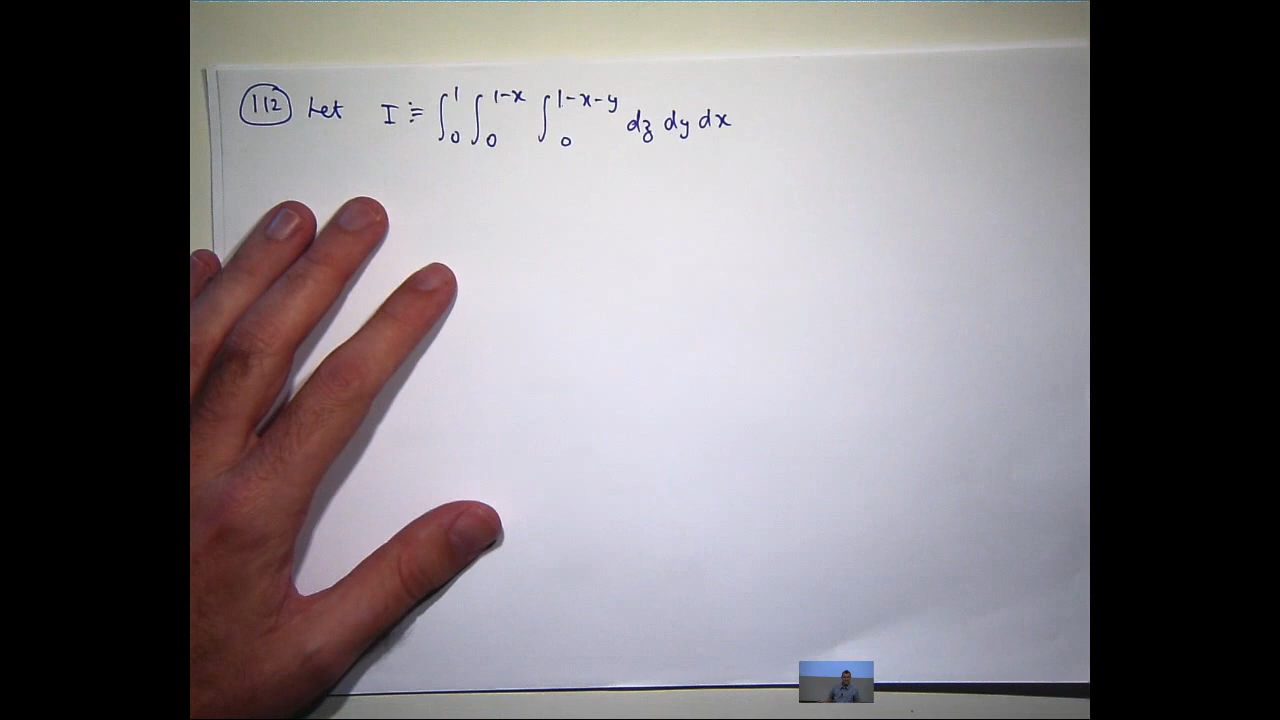 112 Let I := ∫₀¹ ∫₀^{1-x} ∫₀^{1-x-y} dz dy dx